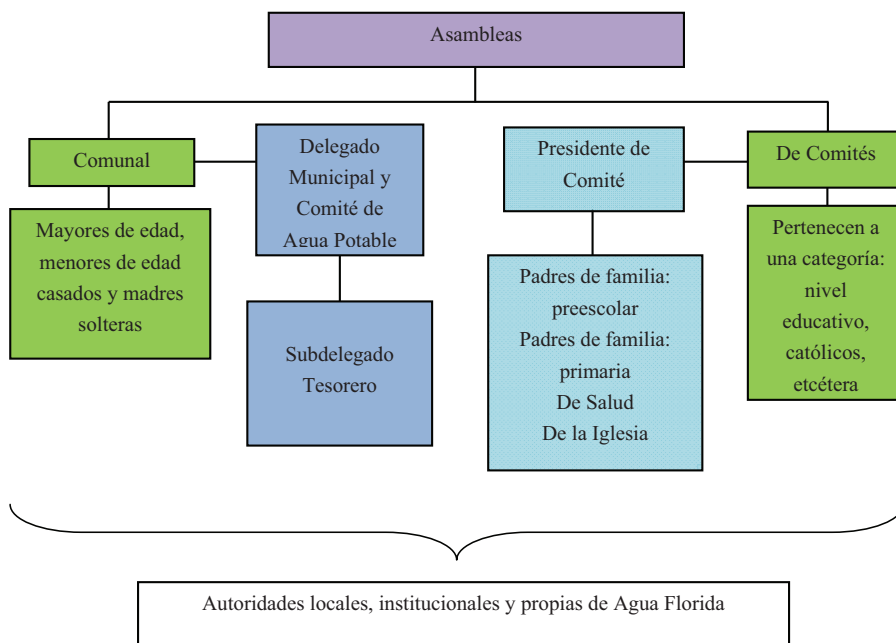 Asambleas
Comunal
Delegado
Municipal y
Comité de
Agua Potable
Presidente de
Comité
De Comités
Mayores de edad,
menores de edad
casados y madres
solteras
Subdelegado
Tesorero
Padres de familia:
preescolar
Padres de familia:
primaria
De Salud
De la Iglesia
Pertenecen a
una categoría:
nivel
educativo,
católicos,
etcétera
Autoridades locales, institucionales y propias de Agua Florida